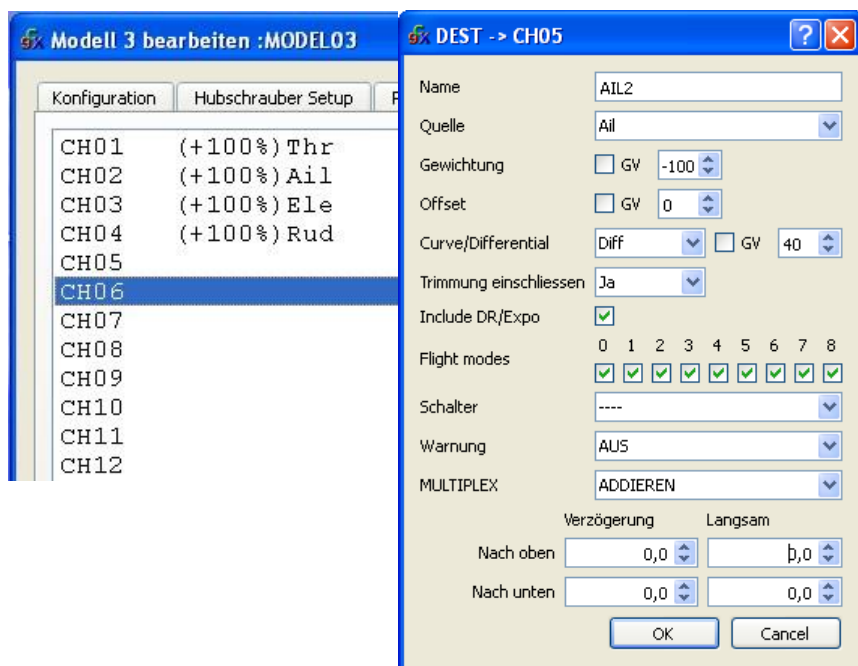 Modell 3 bearbeiten :MODEL03
Konfiguration Hubschrauber Setup
CH01 (+100%)Thr
CH02 (+100%)Ail
CH03 (+100%)Ele
CH04 (+100%)Rud
CH05
CH06
CH07
CH08
CH09
CH10
CH11
CH12
DEST -> CH05
Name AIL2
Quelle Ail
Gewichtung GV -100
Offset GV 0
Curve/Differential Diff GV 40
Trimmung einschliessen Ja
Include DR/Expo
0 1 2 3 4 5 6 7 8
Flight modes
Schalter ----
Warnung AUS
MULTIPLEX ADDIEREN
Verzögerung Langsam
Nach oben 0,0 0,0
Nach unten 0,0 0,0
OK Cancel